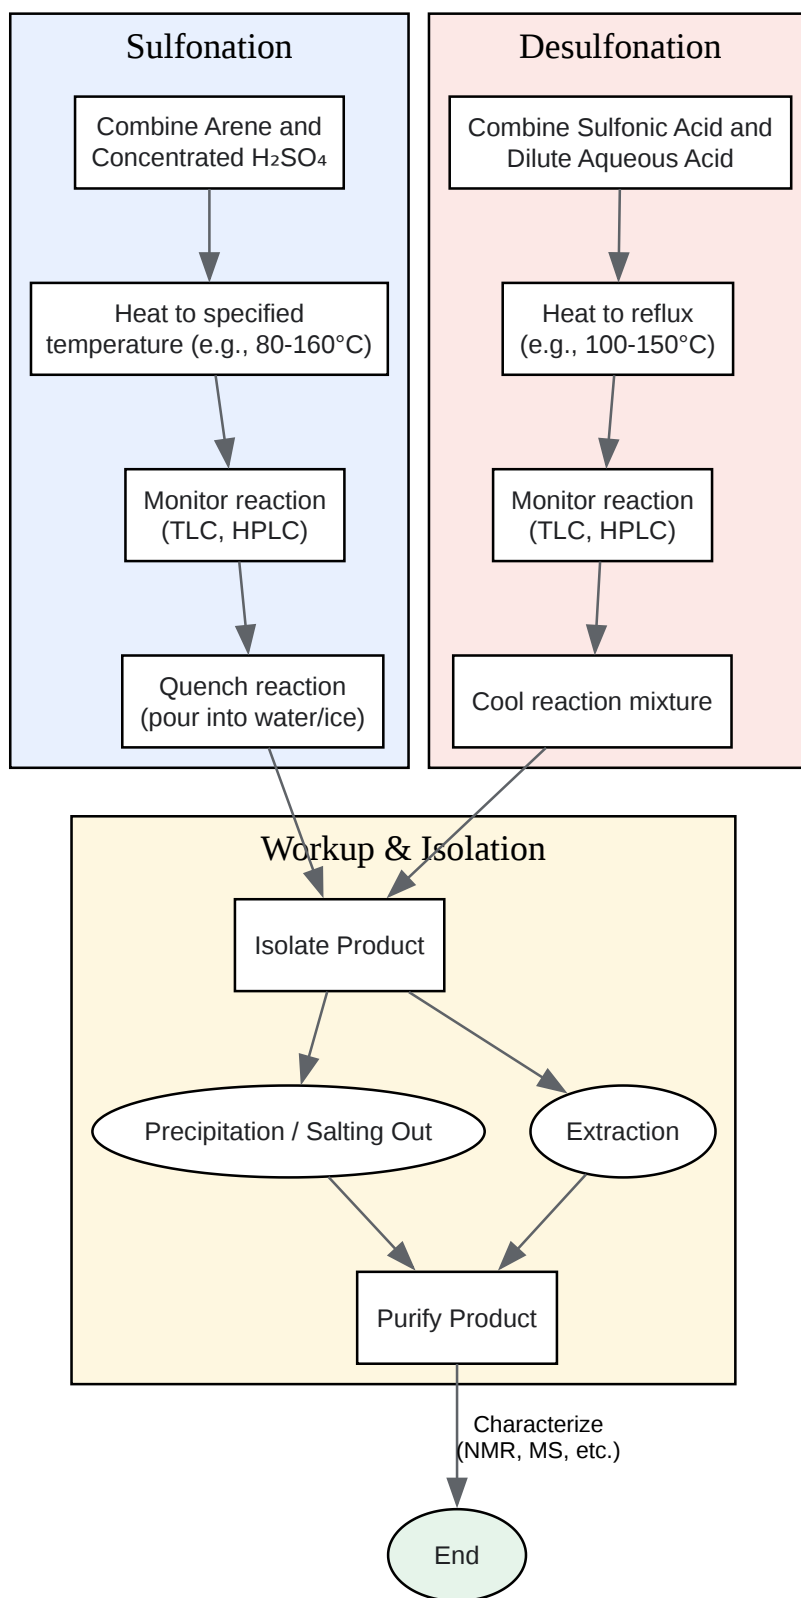 Sulfonation
Combine Arene and
Concentrated H₂SO₄
Heat to specified
temperature (e.g., 80-160°C)
Monitor reaction
(TLC, HPLC)
Quench reaction
(pour into water/ice)
Desulfonation
Combine Sulfonic Acid and
Dilute Aqueous Acid
Heat to reflux
(e.g., 100-150°C)
Monitor reaction
(TLC, HPLC)
Cool reaction mixture
Workup & Isolation
Isolate Product
Precipitation / Salting Out
Extraction
Purify Product
Characterize
(NMR, MS, etc.)
End